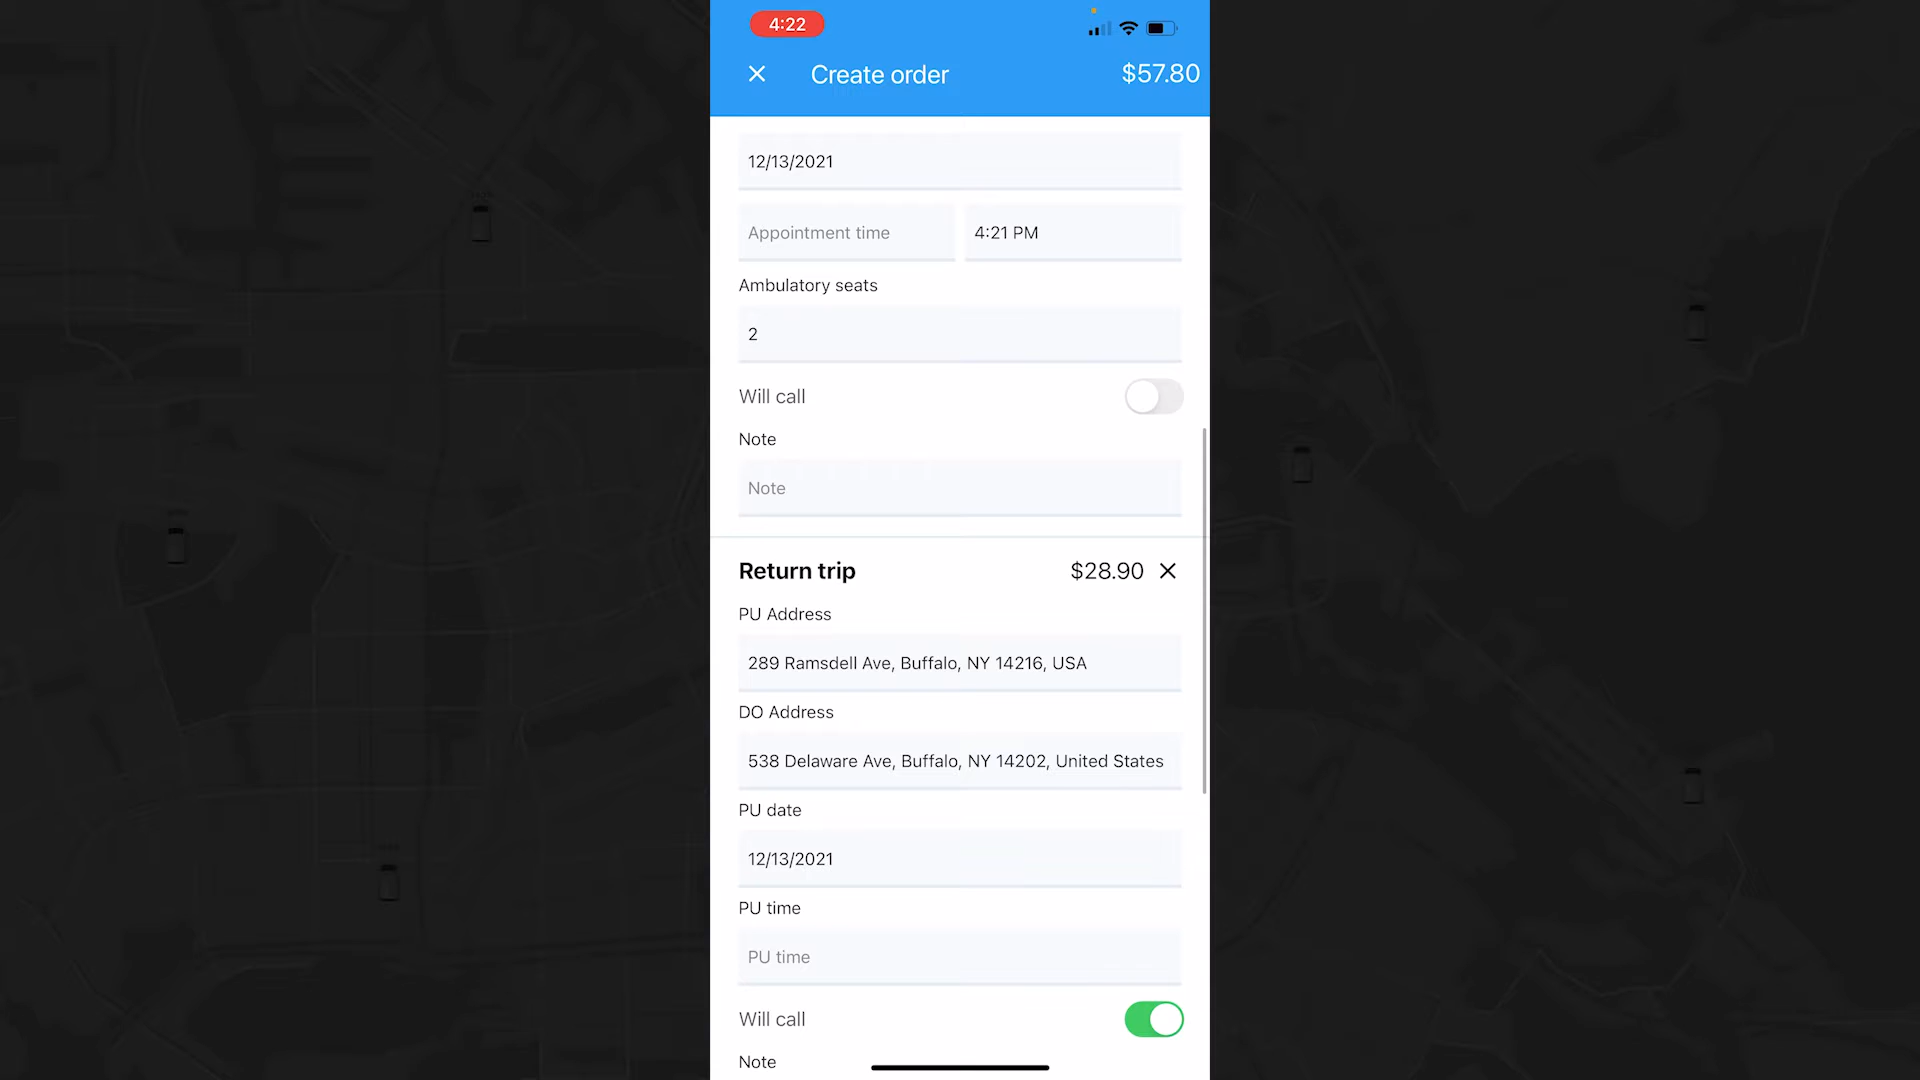 4:22
Create order
$57.80
12/13/2021
Appointment time
4:21 PM
Ambulatory seats
2
Will call
Note
Note
Return trip
$28.90
PU Address
289 Ramsdell Ave, Buffalo, NY 14216, USA
DO Address
538 Delaware Ave, Buffalo, NY 14202, United States
PU date
12/13/2021
PU time
PU time
Will call
Note